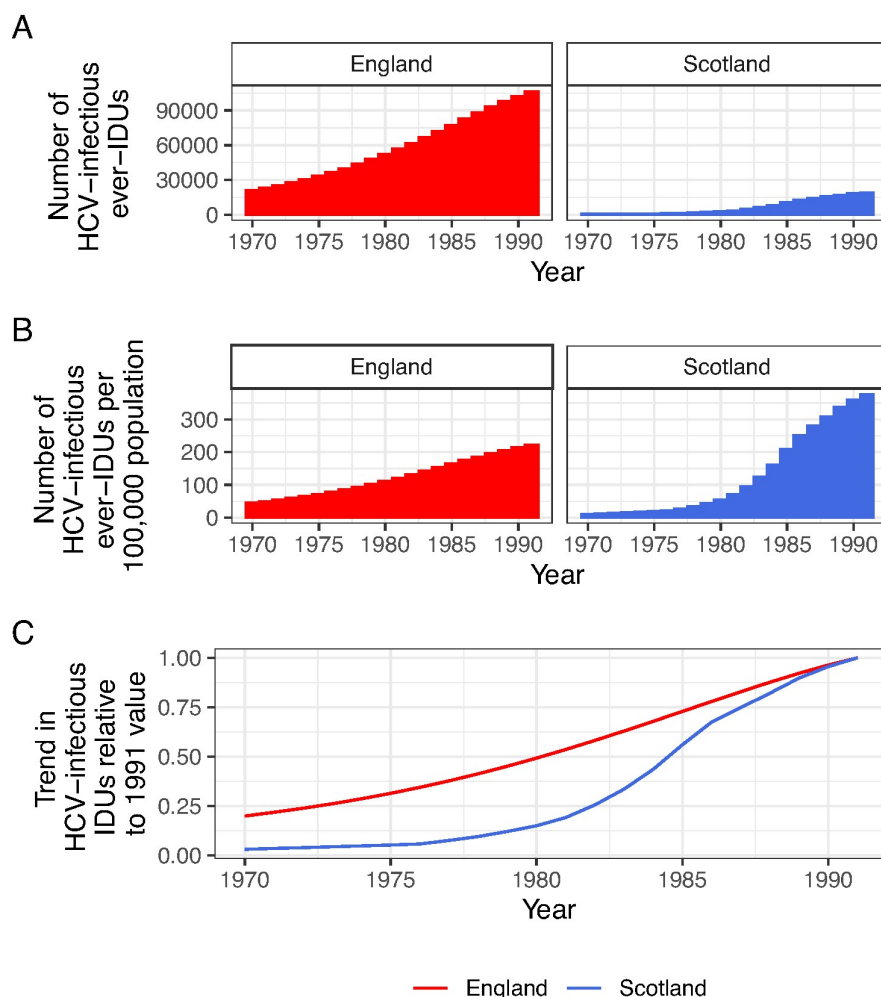 A
England
Scotland
Number of
HCV−infectious
ever−IDUs
90000
60000
30000
0
1970 1975 1980 1985 1990
1970 1975 1980 1985 1990
Year
B
England
Scotland
Number of
HCV−infectious
ever−IDUs per
100,000 population
300
200
100
0
1970 1975 1980 1985 1990
1970 1975 1980 1985 1990
Year
C
Trend in
HCV−infectious
IDUs relative
to 1991 value
1.00
0.75
0.50
0.25
0.00
1970 1975 1980 1985 1990
Year
England Scotland